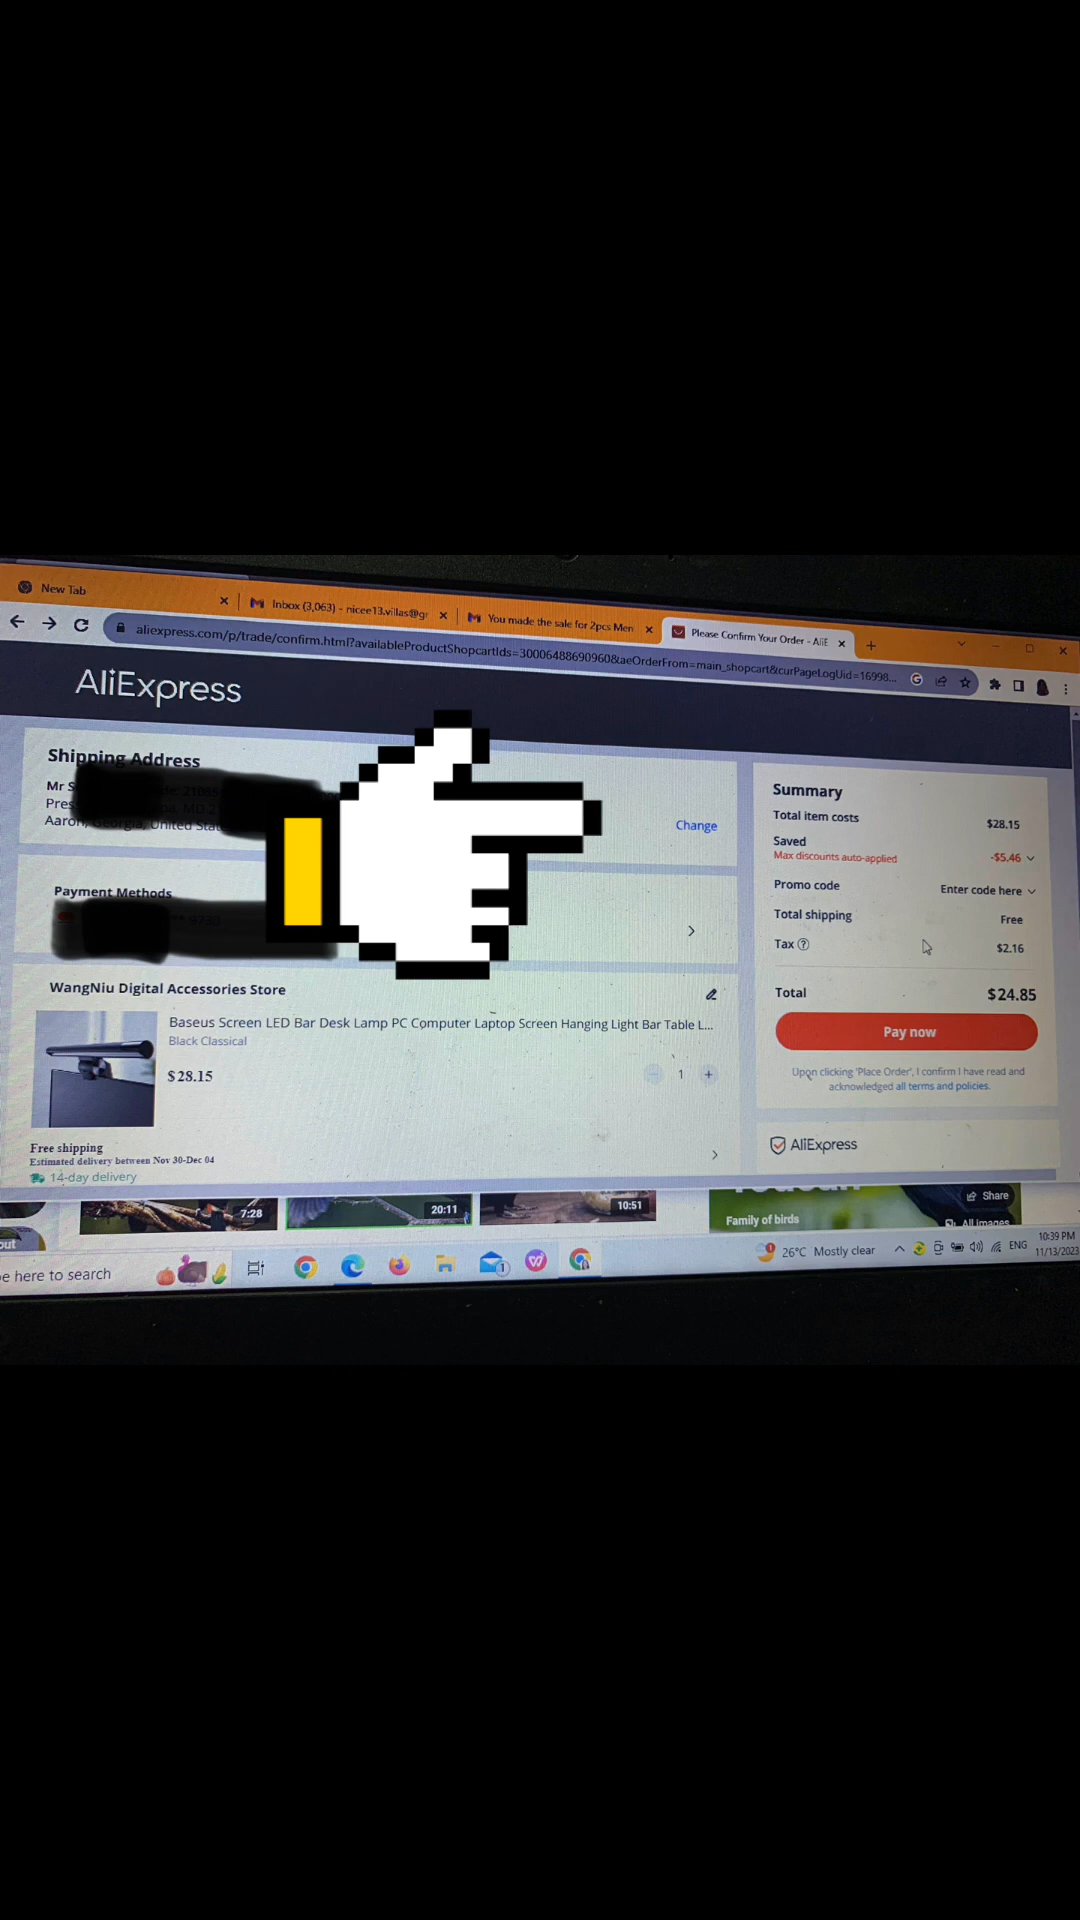 New Tab
Inbox (3,063) - nicee13.villas@gr
You made the sale for 2pcs Men
Please Confirm Your Order - AliE
aliexpress.com/p/trade/confirm.html?availableProductShopcartIds=300064886909608&aeOrderFrom=main_shopcart&curPageLogUid=16998...
AliExpress
Shipping Address
Mr S
Pres
Aaron, Georgia, United Stat
Change
Payment Methods
WangNiu Digital Accessories Store
Baseus Screen LED Bar Desk Lamp PC Computer Laptop Screen Hanging Light Bar Table L...
Black Classical
$28.15
1
Free shipping
Estimated delivery between Nov 30-Dec 04
14-day delivery
Summary
Total item costs $28.15
Saved
Max discounts auto-applied -$5.46
Promo code Enter code here
Total shipping Free
Tax ? $2.16
Total $24.85
Pay now
Upon clicking 'Place Order', I confirm I have read and
acknowledged all terms and policies.
AliExpress
7:28
20:11
10:51
Family of birds
Share
All images
out
e here to search
1
26°C Mostly clear
ENG
10:39 PM
11/13/2023